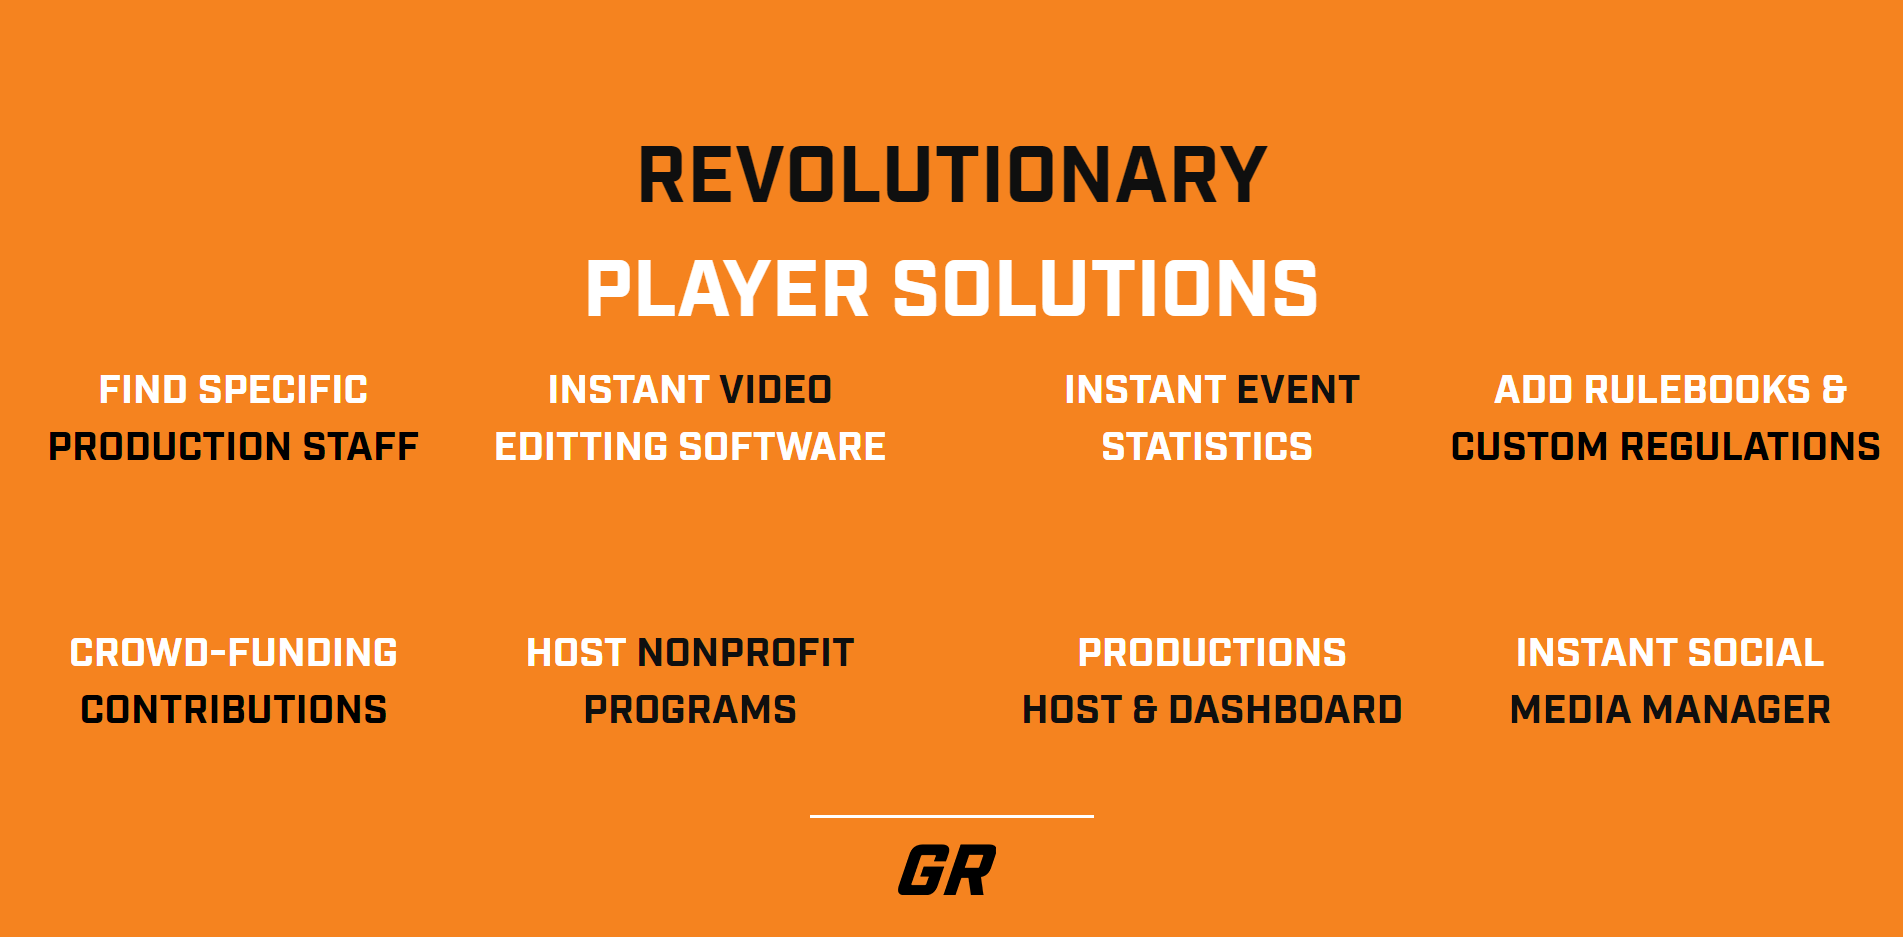 REVOLUTIONARY
PLAYER SOLUTIONS
FIND SPECIFIC
PRODUCTION STAFF
INSTANT VIDEO
EDITTING SOFTWARE
INSTANT EVENT
STATISTICS
ADD RULEBOOKS &
CUSTOM REGULATIONS
CROWD-FUNDING
CONTRIBUTIONS
HOST NONPROFIT
PROGRAMS
PRODUCTIONS
HOST & DASHBOARD
INSTANT SOCIAL
MEDIA MANAGER
GR